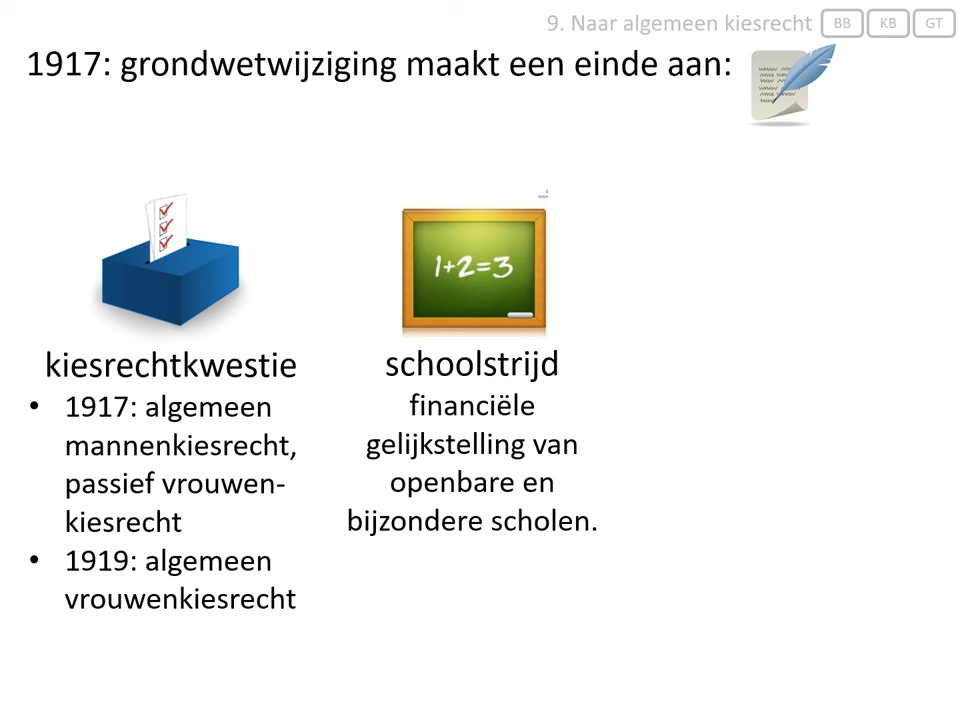 9. Naar algemeen kiesrecht BB KB GT
1917: grondwetwijziging maakt een einde aan:
1+2=3
kiesrechtkwestie
• 1917: algemeen
mannenkiesrecht,
passief vrouwen-
kiesrecht
• 1919: algemeen
vrouwenkiesrecht
schoolstrijd
financiële
gelijkstelling van
openbare en
bijzondere scholen.